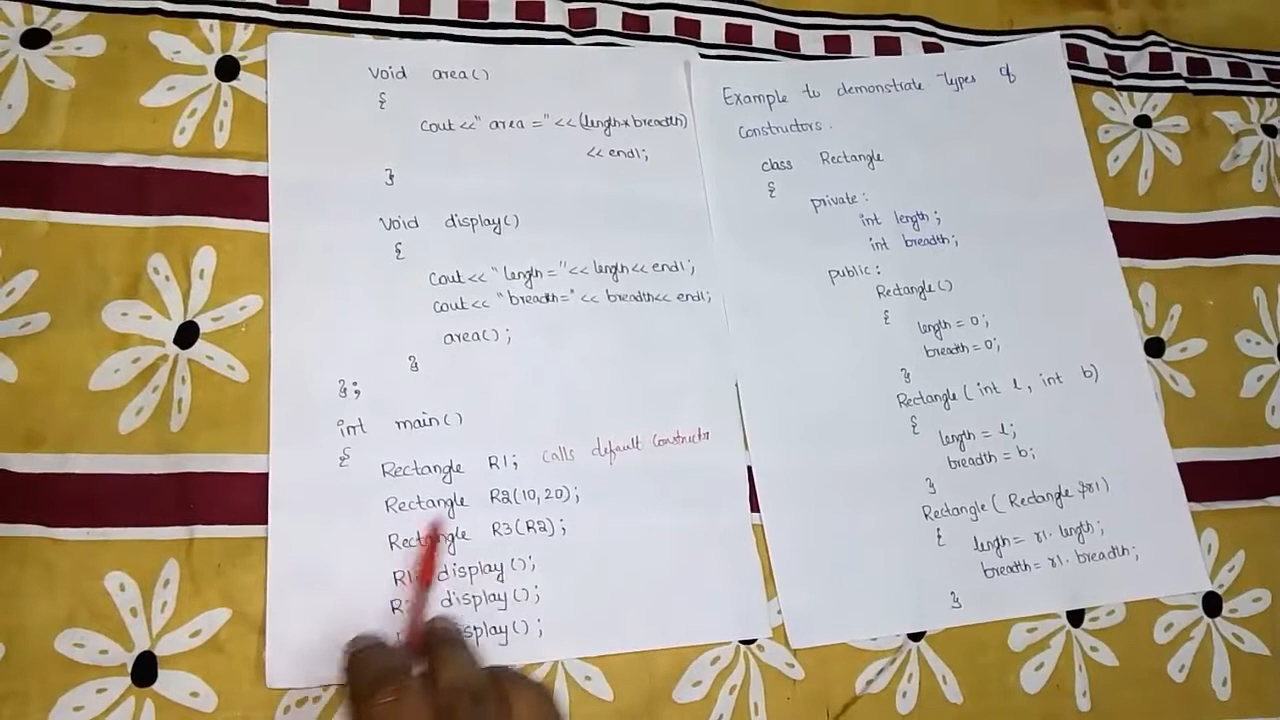 Void area()
{
cout<<" area ="<<(length*breadth)
<< endl;
}
Void display()
{
cout<<" length ="<< length<< endl;
cout<< "breadth="<< breadth<< endl;
area();
}
};
int main()
{
Rectangle R1; calls default constructr
Rectangle R2(10,20);
Rectangle R3(R2);
display();
display();
Example to demonstrate Types of
Constructors.
class Rectangle
{
private:
int length;
int breadth;
public:
Rectangle()
{
length = 0;
breadth = 0;
}
Rectangle(int l, int b)
{
length = l;
breadth = b;
}
Rectangle(Rectangle &r1)
{
length = r1. length;
breadth = r1. breadth;
}